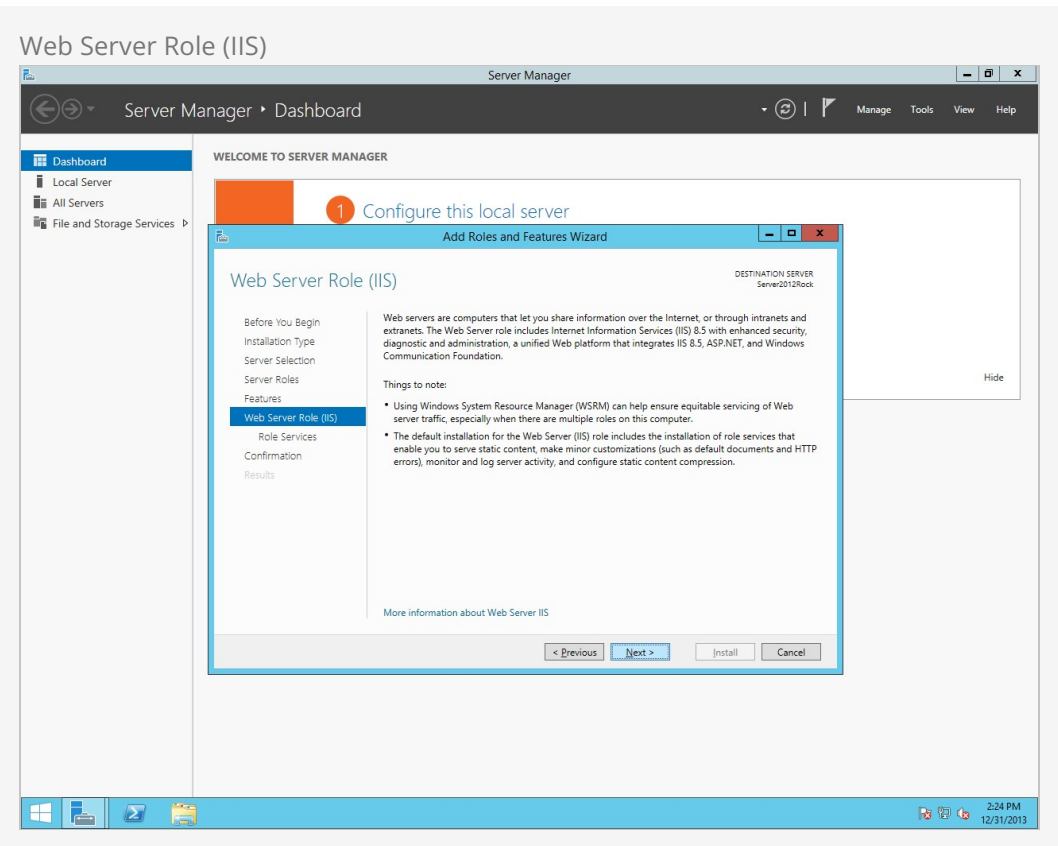 Web Server Role (IIS)
Server Manager
Server Manager • Dashboard
Manage Tools View Help
Dashboard
Local Server
All Servers
File and Storage Services
WELCOME TO SERVER MANAGER
1 Configure this local server
Hide
Add Roles and Features Wizard
Web Server Role (IIS)
DESTINATION SERVER
Server2012Rock
Before You Begin
Installation Type
Server Selection
Server Roles
Features
Web Server Role (IIS)
Role Services
Confirmation
Results
Web servers are computers that let you share information over the Internet, or through intranets and
extranets. The Web Server role includes Internet Information Services (IIS) 8.5 with enhanced security,
diagnostic and administration, a unified Web platform that integrates IIS 8.5, ASP.NET, and Windows
Communication Foundation.
Things to note:
• Using Windows System Resource Manager (WSRM) can help ensure equitable servicing of Web
server traffic, especially when there are multiple roles on this computer.
• The default installation for the Web Server (IIS) role includes the installation of role services that
enable you to serve static content, make minor customizations (such as default documents and HTTP
errors), monitor and log server activity, and configure static content compression.
More information about Web Server IIS
< Previous Next > Install Cancel
2:24 PM
12/31/2013